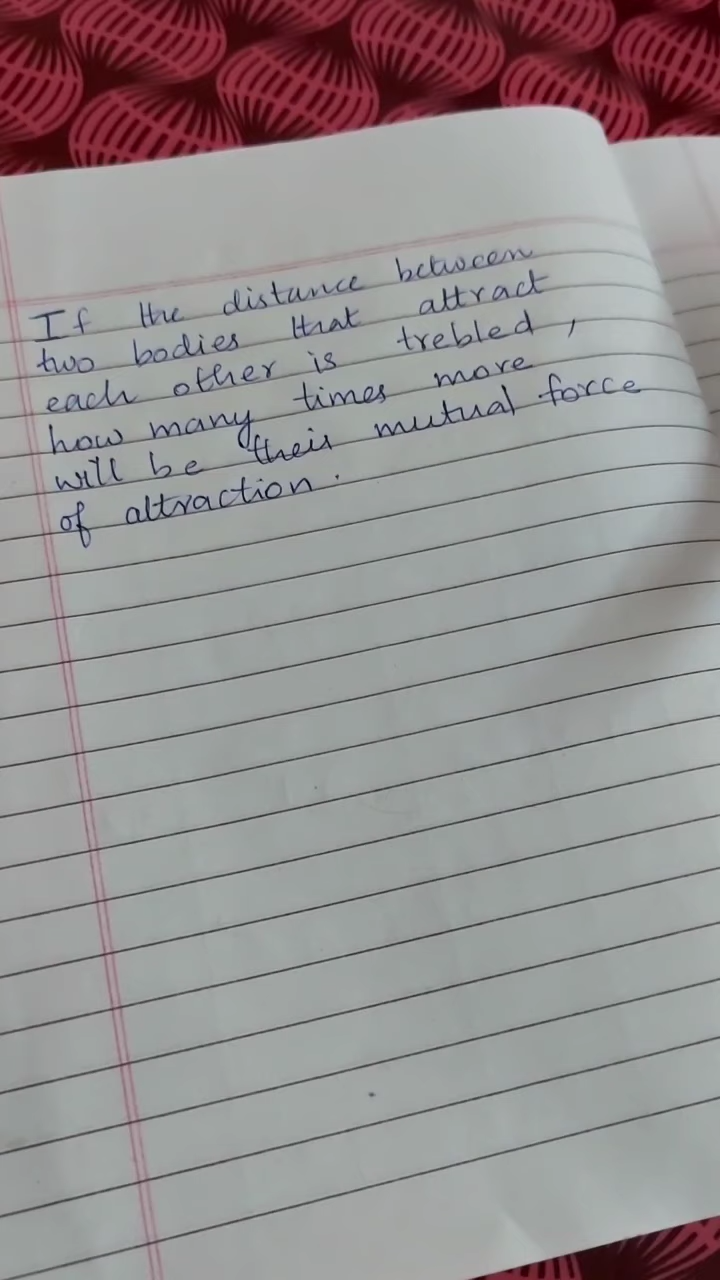 If the distance between
two bodies that attract
each other is trebled,
how many times more
will be their mutual force
of attraction.